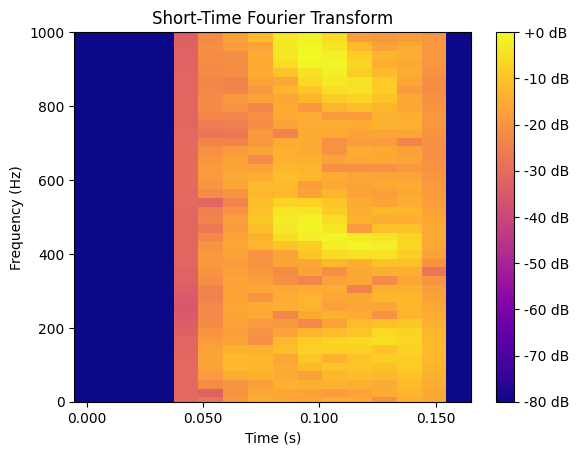 Short-Time Fourier Transform
1000
800
600
400
200
0
Frequency (Hz)
0.000
0.050
0.100
0.150
Time (s)
+0 dB
-10 dB
-20 dB
-30 dB
-40 dB
-50 dB
-60 dB
-70 dB
-80 dB